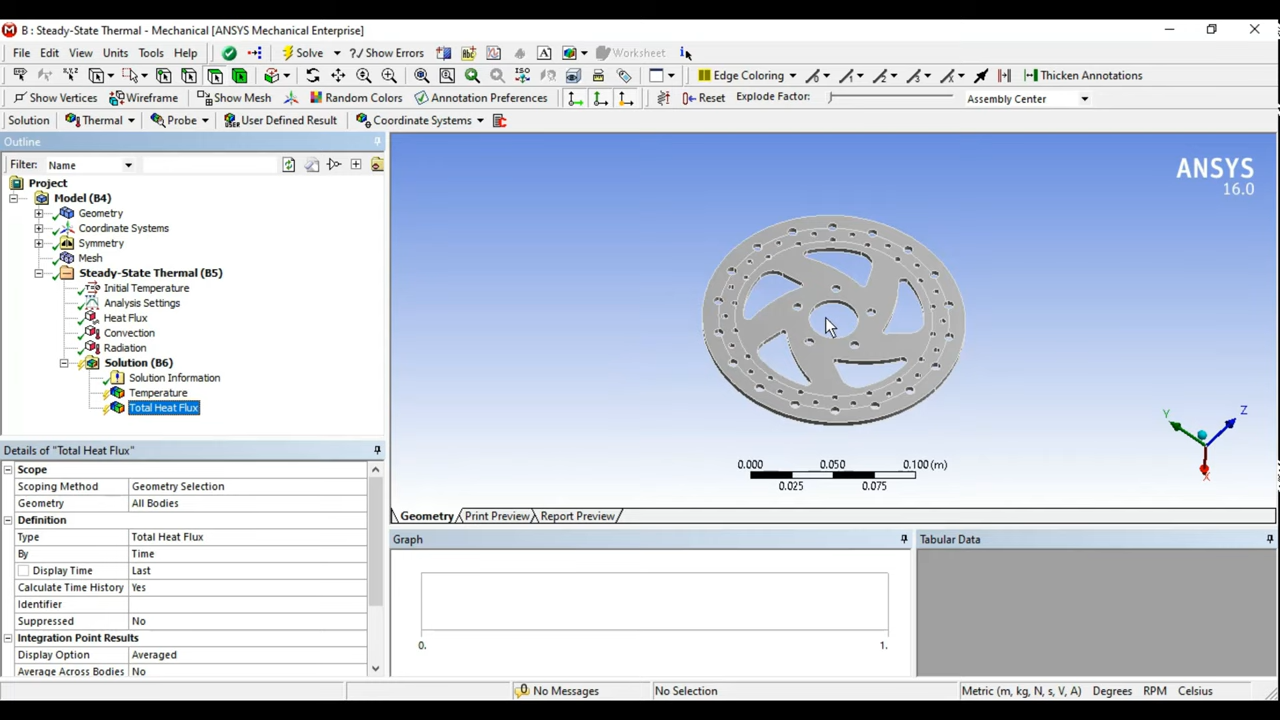 B : Steady-State Thermal - Mechanical [ANSYS Mechanical Enterprise]
File Edit View Units Tools Help Solve ? / Show Errors A Worksheet i
Edge Coloring Thicken Annotations
Show Vertices Wireframe Show Mesh Random Colors Annotation Preferences Reset Explode Factor: Assembly Center
Solution Thermal Probe User Defined Result Coordinate Systems
Outline
Filter: Name
Project
Model (B4)
Geometry
Coordinate Systems
Symmetry
Mesh
Steady-State Thermal (B5)
Initial Temperature
Analysis Settings
Heat Flux
Convection
Radiation
Solution (B6)
Solution Information
Temperature
Total Heat Flux
Details of "Total Heat Flux"
Scope
Scoping Method Geometry Selection
Geometry All Bodies
Definition
Type Total Heat Flux
By Time
Display Time Last
Calculate Time History Yes
Identifier
Suppressed No
Integration Point Results
Display Option Averaged
Average Across Bodies No
ANSYS
16.0
Y Z
X
0.000 0.050 0.100 (m)
0.025 0.075
Geometry Print Preview Report Preview
Graph
0. 1.
Tabular Data
0 No Messages No Selection Metric (m, kg, N, s, V, A) Degrees RPM Celsius